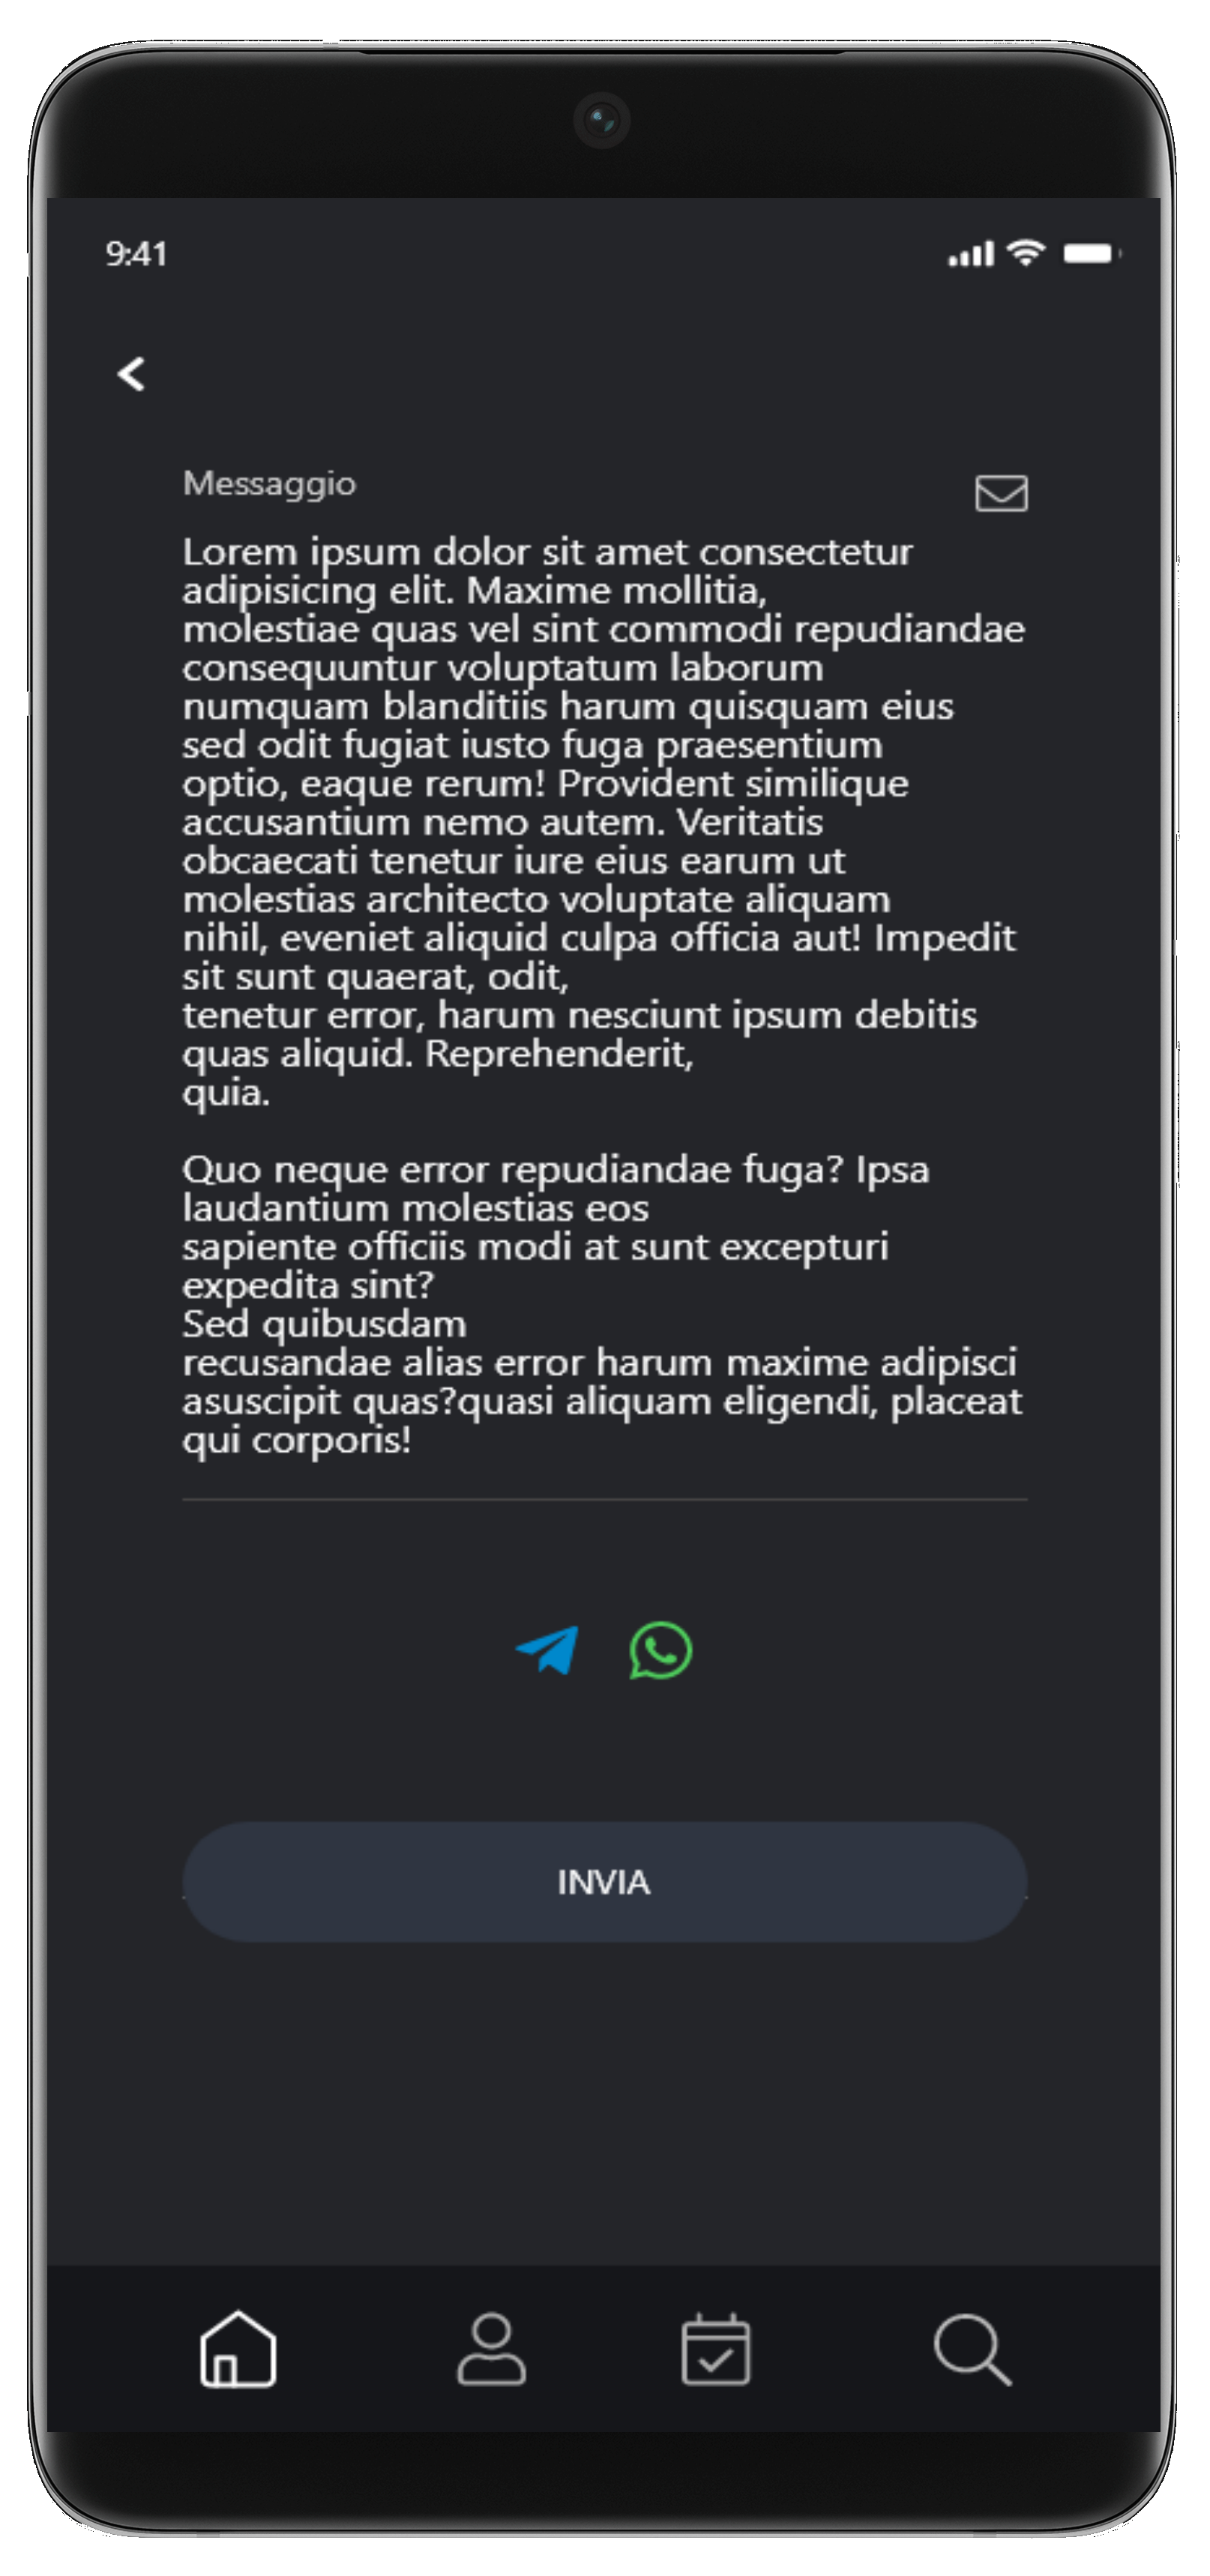 9:41
Messaggio
Lorem ipsum dolor sit amet consectetur
adipisicing elit. Maxime mollitia,
molestiae quas vel sint commodi repudiandae
consequuntur voluptatum laborum
numquam blanditiis harum quisquam eius
sed odit fugiat iusto fuga praesentium
optio, eaque rerum! Provident similique
accusantium nemo autem. Veritatis
obcaecati tenetur iure eius earum ut
molestias architecto voluptate aliquam
nihil, eveniet aliquid culpa officia aut! Impedit
sit sunt quaerat, odit,
tenetur error, harum nesciunt ipsum debitis
quas aliquid. Reprehenderit,
quia.
Quo neque error repudiandae fuga? Ipsa
laudantium molestias eos
sapiente officiis modi at sunt excepturi
expedita sint?
Sed quibusdam
recusandae alias error harum maxime adipisci
asuscipit quas?quasi aliquam eligendi, placeat
qui corporis!
INVIA